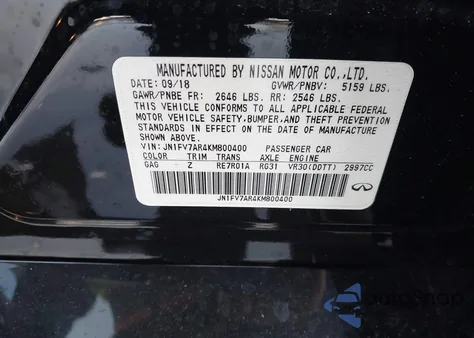 MANUFACTURED BY NISSAN MOTOR CO.,LTD.
DATE: 09/18 GVWR/PNBV: 5159 LBS.
GAWR/PNBE FR: 2646 LBS. RR: 2546 LBS.
THIS VEHICLE CONFORMS TO ALL APPLICABLE FEDERAL
MOTOR VEHICLE SAFETY,BUMPER,AND THEFT PREVENTION
STANDARDS IN EFFECT ON THE DATE OF MANUFACTURE
SHOWN ABOVE.
VIN: JN1FV7AR4KM800400 PASSENGER CAR
COLOR TRIM TRANS AXLE ENGINE
GAG Z RE7R01A RG31 VR30(DDTT) 2997CC
JN1FV7AR4KM800400
autoSnap